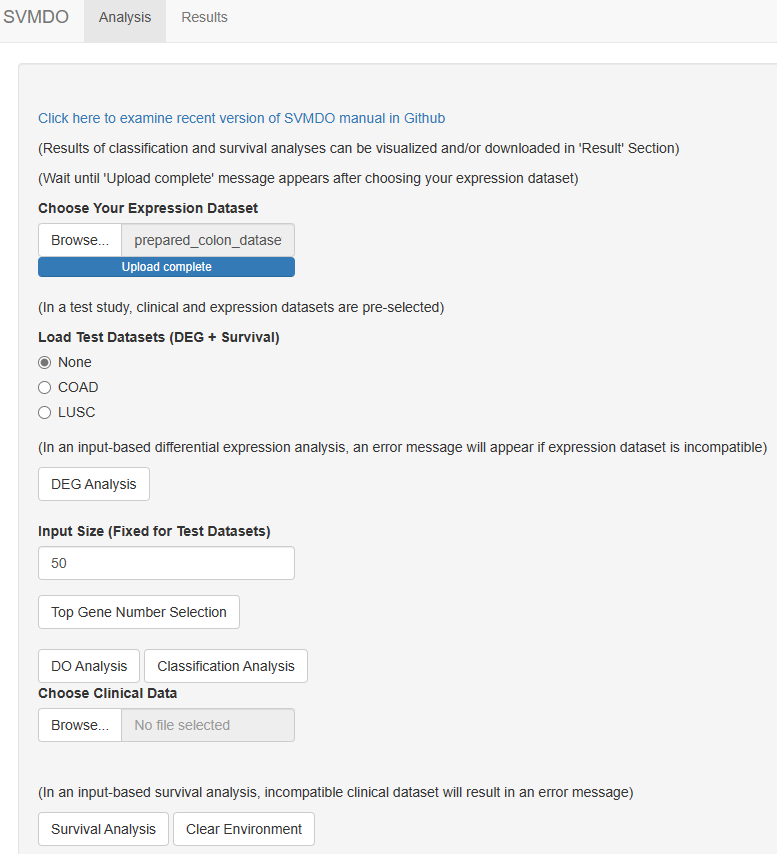 SVMDO Analysis Results
Click here to examine recent version of SVMDO manual in Github
(Results of classification and survival analyses can be visualized and/or downloaded in 'Result' Section)
(Wait until 'Upload complete' message appears after choosing your expression dataset)
Choose Your Expression Dataset
Browse... prepared_colon_datase
Upload complete
(In a test study, clinical and expression datasets are pre-selected)
Load Test Datasets (DEG + Survival)
None
COAD
LUSC
(In an input-based differential expression analysis, an error message will appear if expression dataset is incompatible)
DEG Analysis
Input Size (Fixed for Test Datasets)
50
Top Gene Number Selection
DO Analysis Classification Analysis
Choose Clinical Data
Browse... No file selected
(In an input-based survival analysis, incompatible clinical dataset will result in an error message)
Survival Analysis Clear Environment